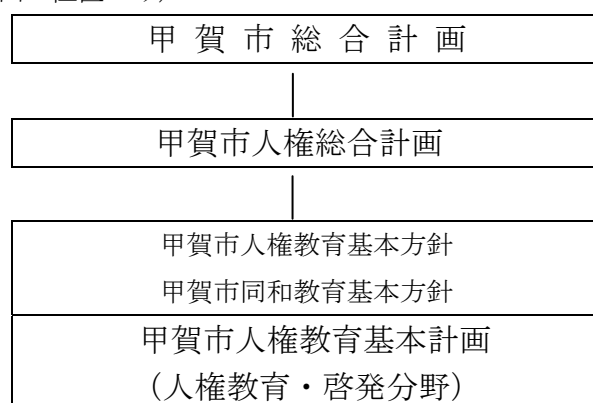 甲賀市総合計画
甲賀市人権総合計画
甲賀市人権教育基本方針
甲賀市同和教育基本方針
甲賀市人権教育基本計画
（人権教育・啓発分野）